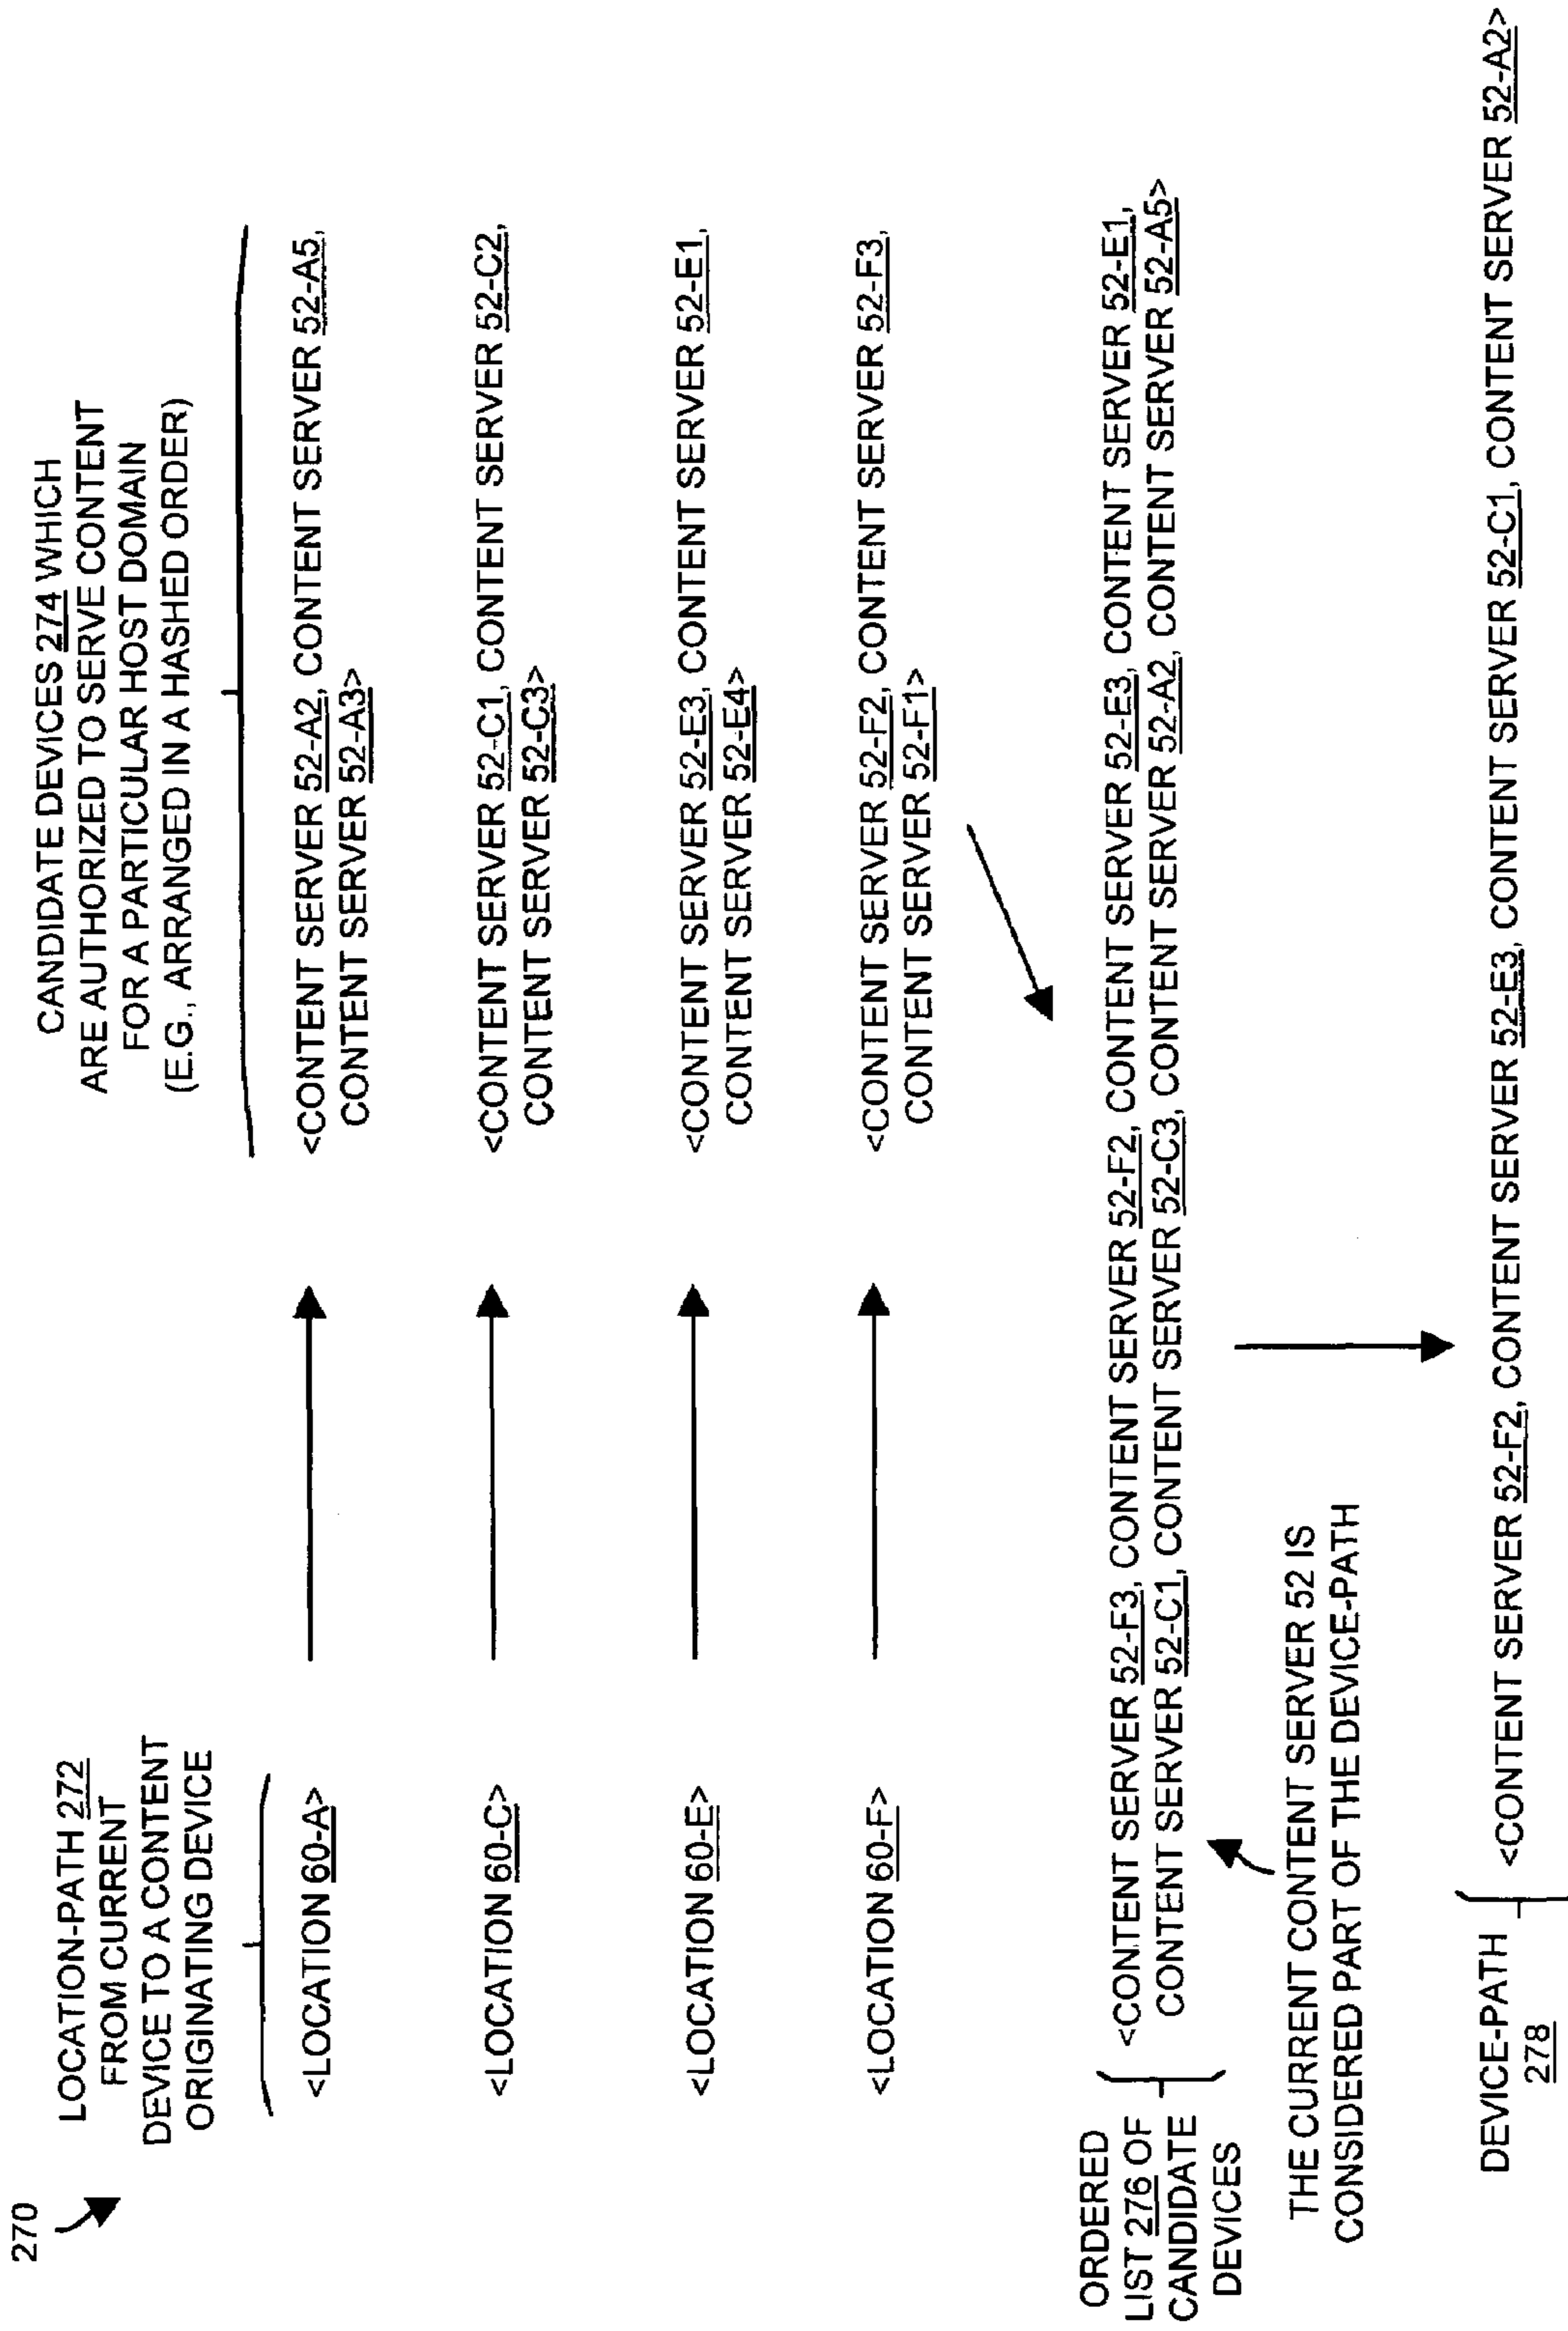 270
LOCATION-PATH 272
FROM CURRENT
DEVICE TO A CONTENT
ORIGINATING DEVICE
CANDIDATE DEVICES 274 WHICH
ARE AUTHORIZED TO SERVE CONTENT
FOR A PARTICULAR HOST DOMAIN
(E.G., ARRANGED IN A HASHED ORDER)
<LOCATION 60-A>
<CONTENT SERVER 52-A2, CONTENT SERVER 52-A5,
CONTENT SERVER 52-A3>
<LOCATION 60-C>
<CONTENT SERVER 52-C1, CONTENT SERVER 52-C2,
CONTENT SERVER 52-C3>
<LOCATION 60-E>
<CONTENT SERVER 52-E3, CONTENT SERVER 52-E1,
CONTENT SERVER 52-E4>
<LOCATION 60-F>
<CONTENT SERVER 52-F2, CONTENT SERVER 52-F3,
CONTENT SERVER 52-F1>
ORDERED
LIST 276 OF
CANDIDATE
DEVICES
<CONTENT SERVER 52-F3, CONTENT SERVER 52-F2, CONTENT SERVER 52-E3, CONTENT SERVER 52-E1,
CONTENT SERVER 52-C1, CONTENT SERVER 52-C3, CONTENT SERVER 52-A2, CONTENT SERVER 52-A5>
THE CURRENT CONTENT SERVER 52 IS
CONSIDERED PART OF THE DEVICE-PATH
DEVICE-PATH
278
<CONTENT SERVER 52-F2, CONTENT SERVER 52-E3, CONTENT SERVER 52-C1, CONTENT SERVER 52-A2>